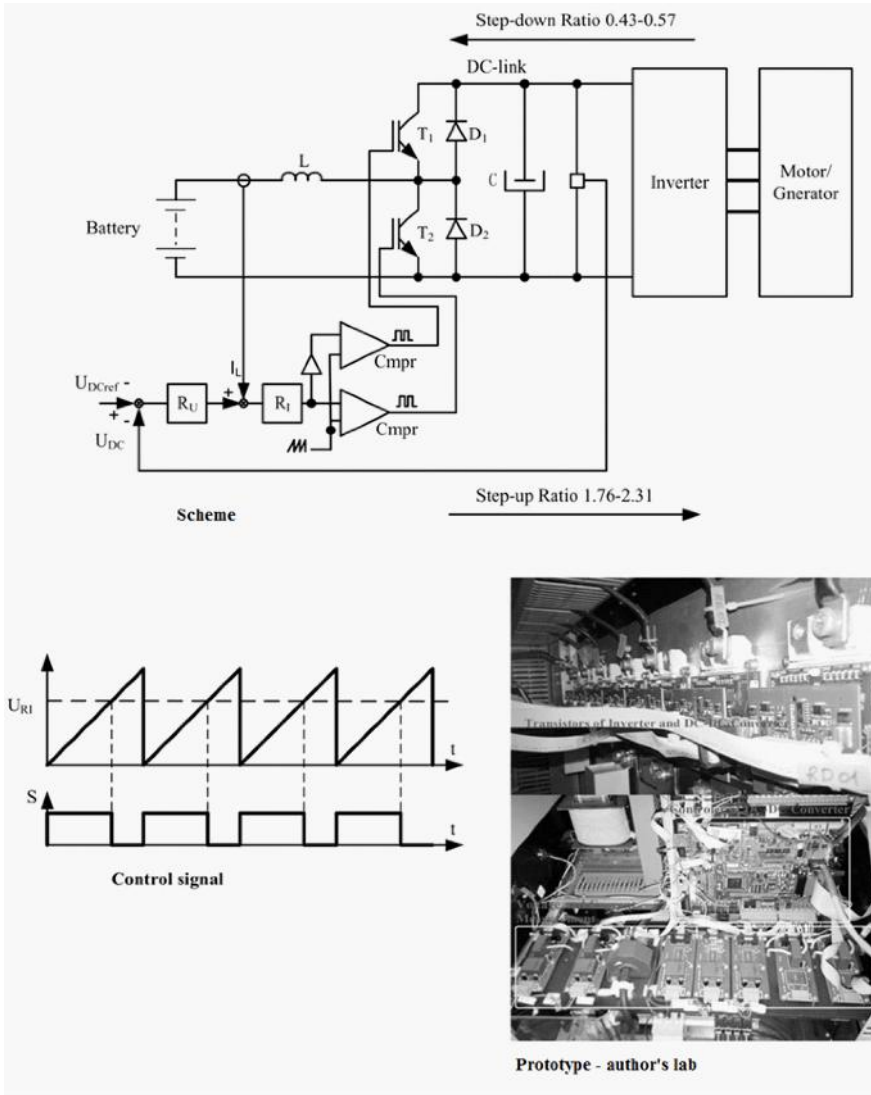 Step-down Ratio 0.43-0.57
DC-link
T1
D1
L
C
Inverter
Motor/
Gnerator
Battery
T2
D2
Cmpr
IL
UDCref -
+
RU
+
RI
-
UDC
Cmpr
Scheme
Step-up Ratio 1.76-2.31
URI
t
S
t
Control signal
Transistors of Inverter and DC-DC Converter
RD01
Prototype - author's lab